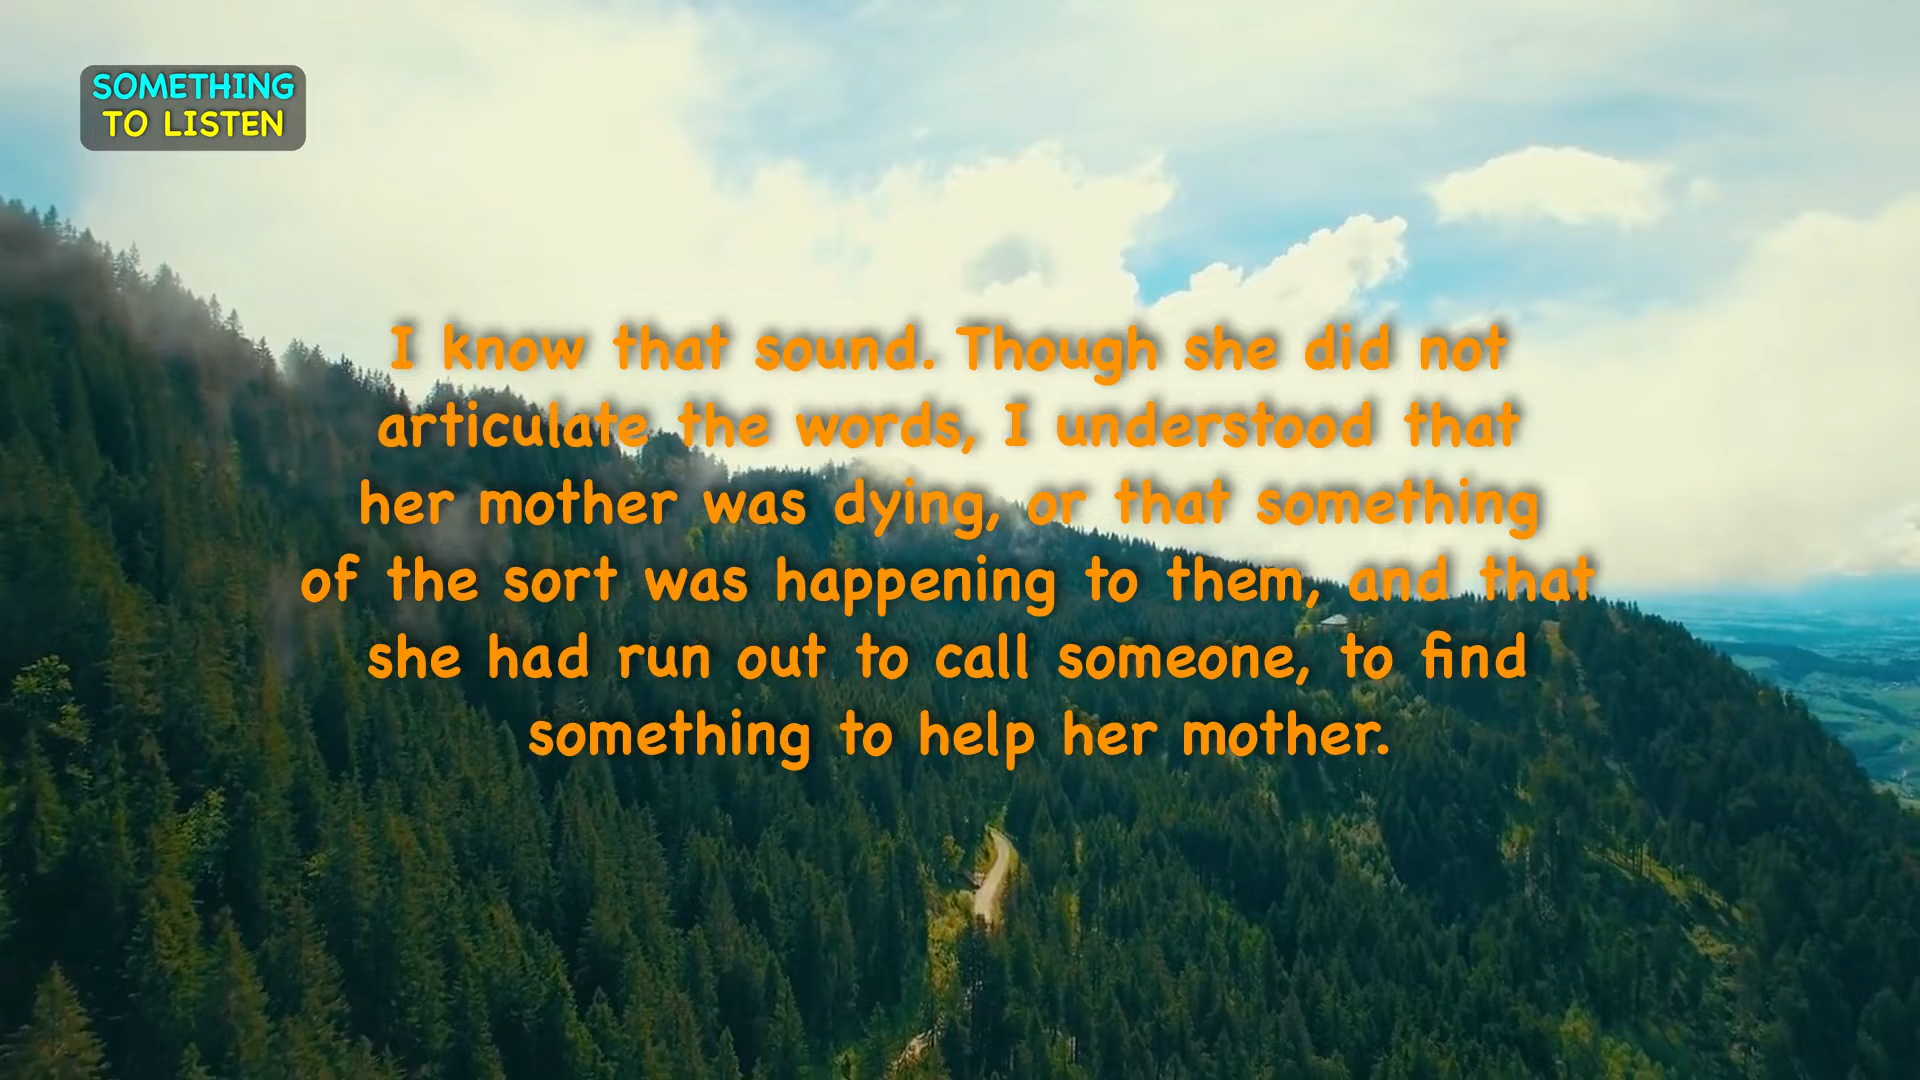 SOMETHING
TO LISTEN
I know that sound. Though she did not
articulate the words, I understood that
her mother was dying, or that something
of the sort was happening to them, and that
she had run out to call someone, to find
something to help her mother.